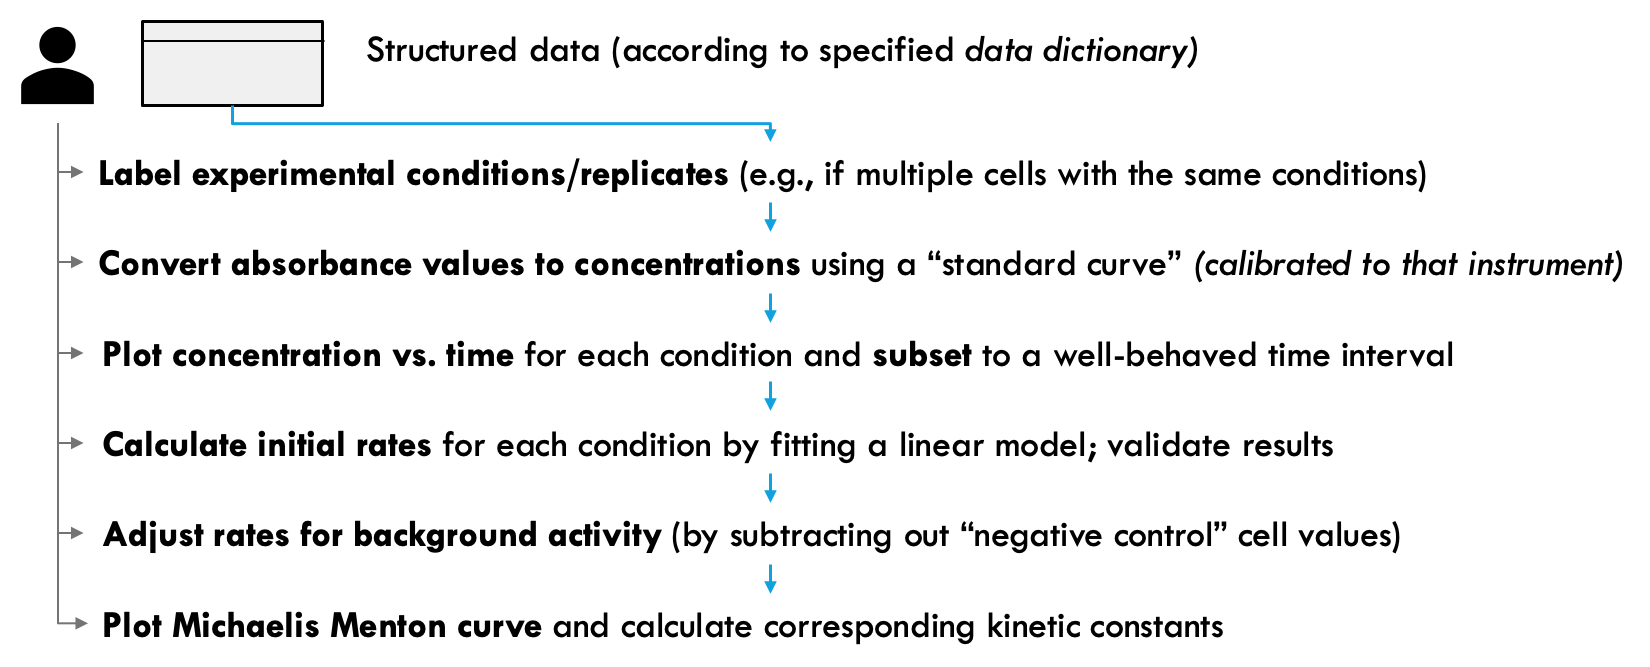 Structured data (according to specified data dictionary)
Label experimental conditions/replicates (e.g., if multiple cells with the same conditions)
Convert absorbance values to concentrations using a “standard curve” (calibrated to that instrument)
Plot concentration vs. time for each condition and subset to a well-behaved time interval
Calculate initial rates for each condition by fitting a linear model; validate results
Adjust rates for background activity (by subtracting out “negative control” cell values)
Plot Michaelis Menton curve and calculate corresponding kinetic constants